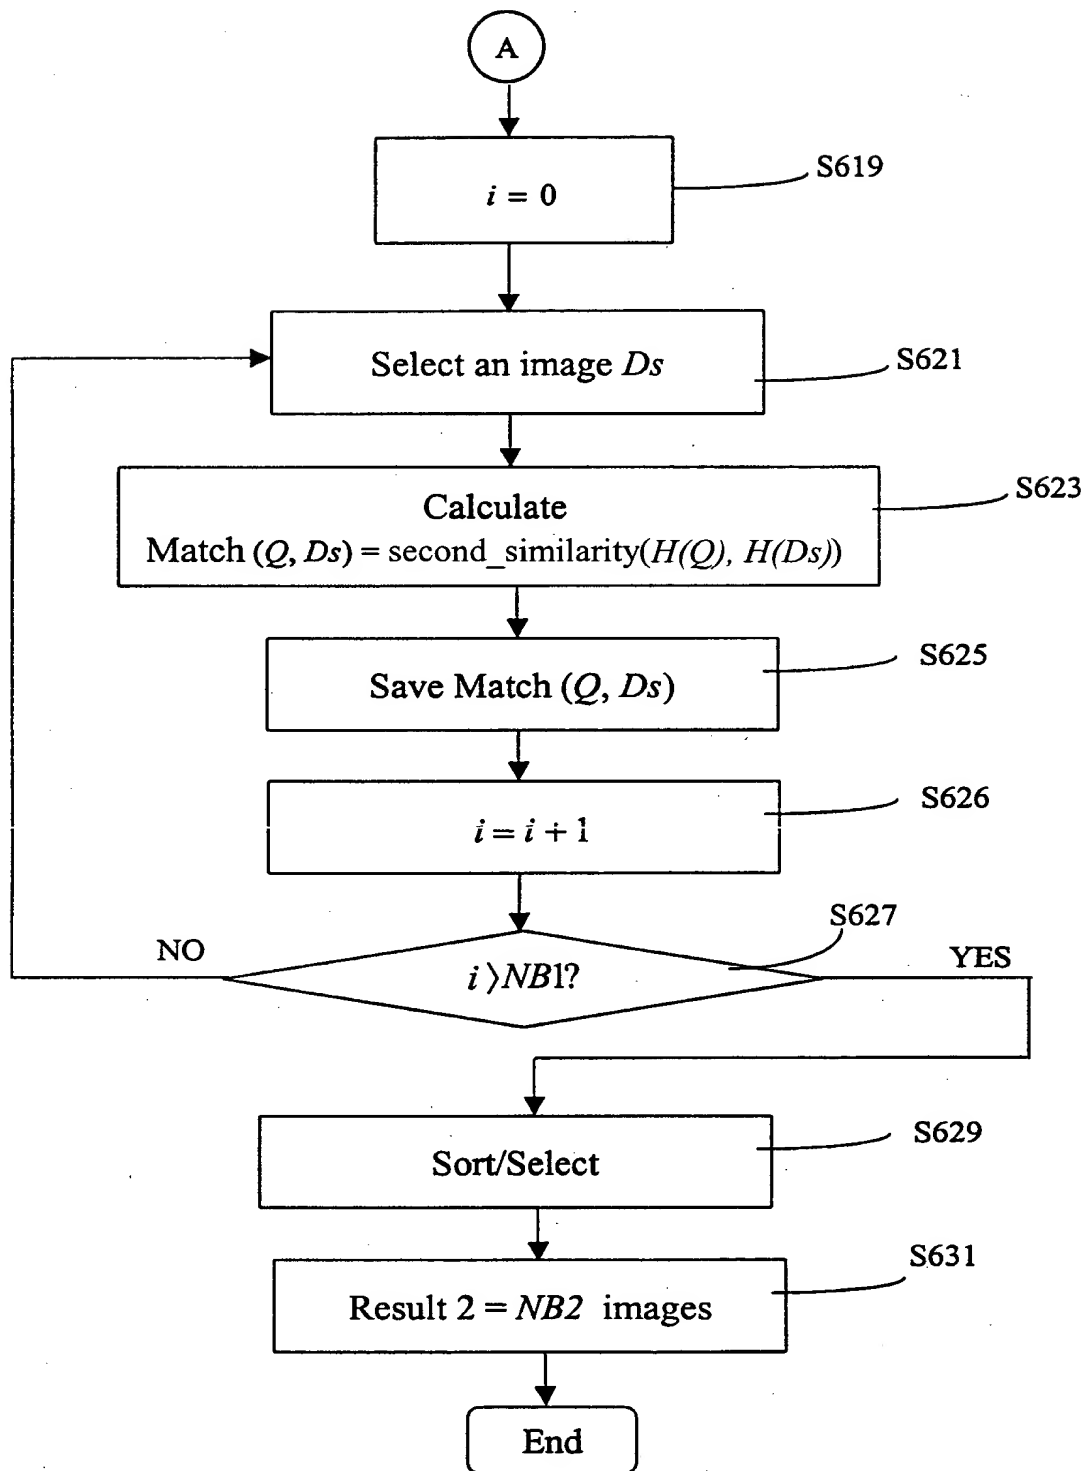 A
i = 0
S619
Select an image Ds
S621
Calculate
Match (Q, Ds) = second_similarity(H(Q), H(Ds))
S623
Save Match (Q, Ds)
S625
i = i + 1
S626
S627
NO
i 〉NB1?
YES
Sort/Select
S629
Result 2 = NB2 images
S631
End